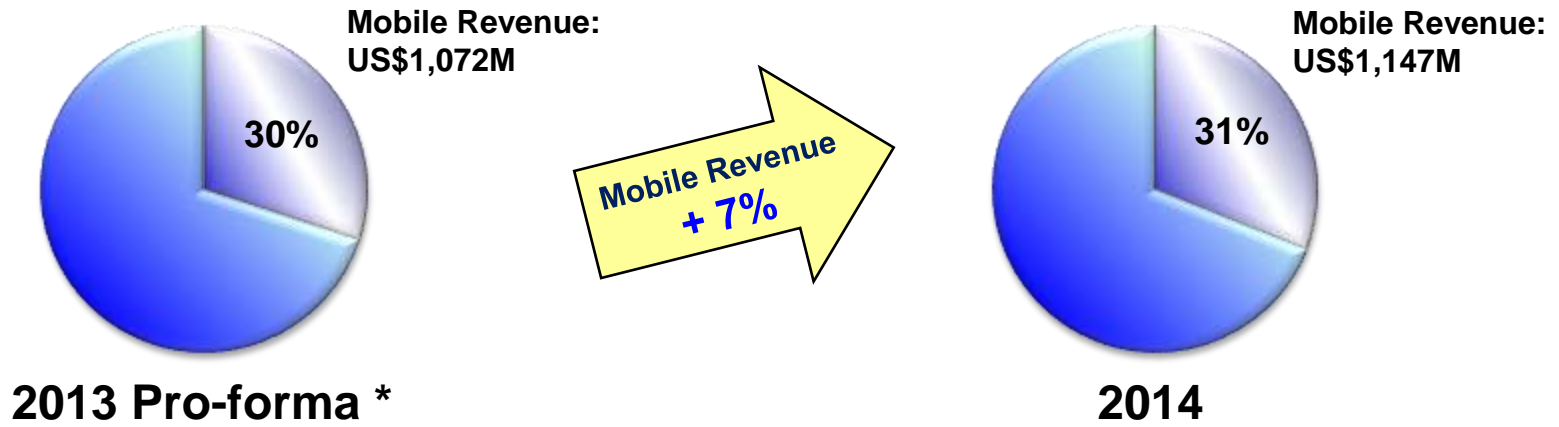 Mobile Revenue:
US$1,072M
30%
2013 Pro-forma *
Mobile Revenue
+ 7%
Mobile Revenue:
US$1,147M
31%
2014